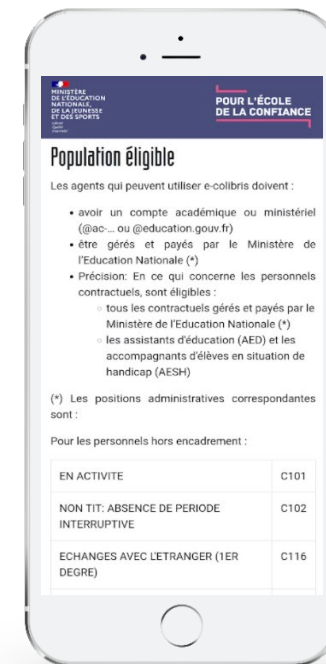 MINISTÈRE
DE L'ÉDUCATION
NATIONALE,
DE LA JEUNESSE
ET DES SPORTS
POUR L'ÉCOLE
DE LA CONFIANCE
Population éligible
Les agents qui peuvent utiliser e-colibris doivent :
• avoir un compte académique ou ministériel
(@ac-... ou @education.gouv.fr)
• être gérés et payés par le Ministère de
l'Education Nationale (*)
• Précision: En ce qui concerne les personnels
contractuels, sont éligibles :
◦ tous les contractuels gérés et payés par le
Ministère de l'Education Nationale (*)
◦ les assistants d'éducation (AED) et les
accompagnants d'élèves en situation de
handicap (AESH)
(*) Les positions administratives correspondantes
sont :
Pour les personnels hors encadrement :
EN ACTIVITE C101
NON TIT: ABSENCE DE PERIODE C102
INTERRUPTIVE
ECHANGES AVEC L'ETRANGER (1ER C116
DEGRE)